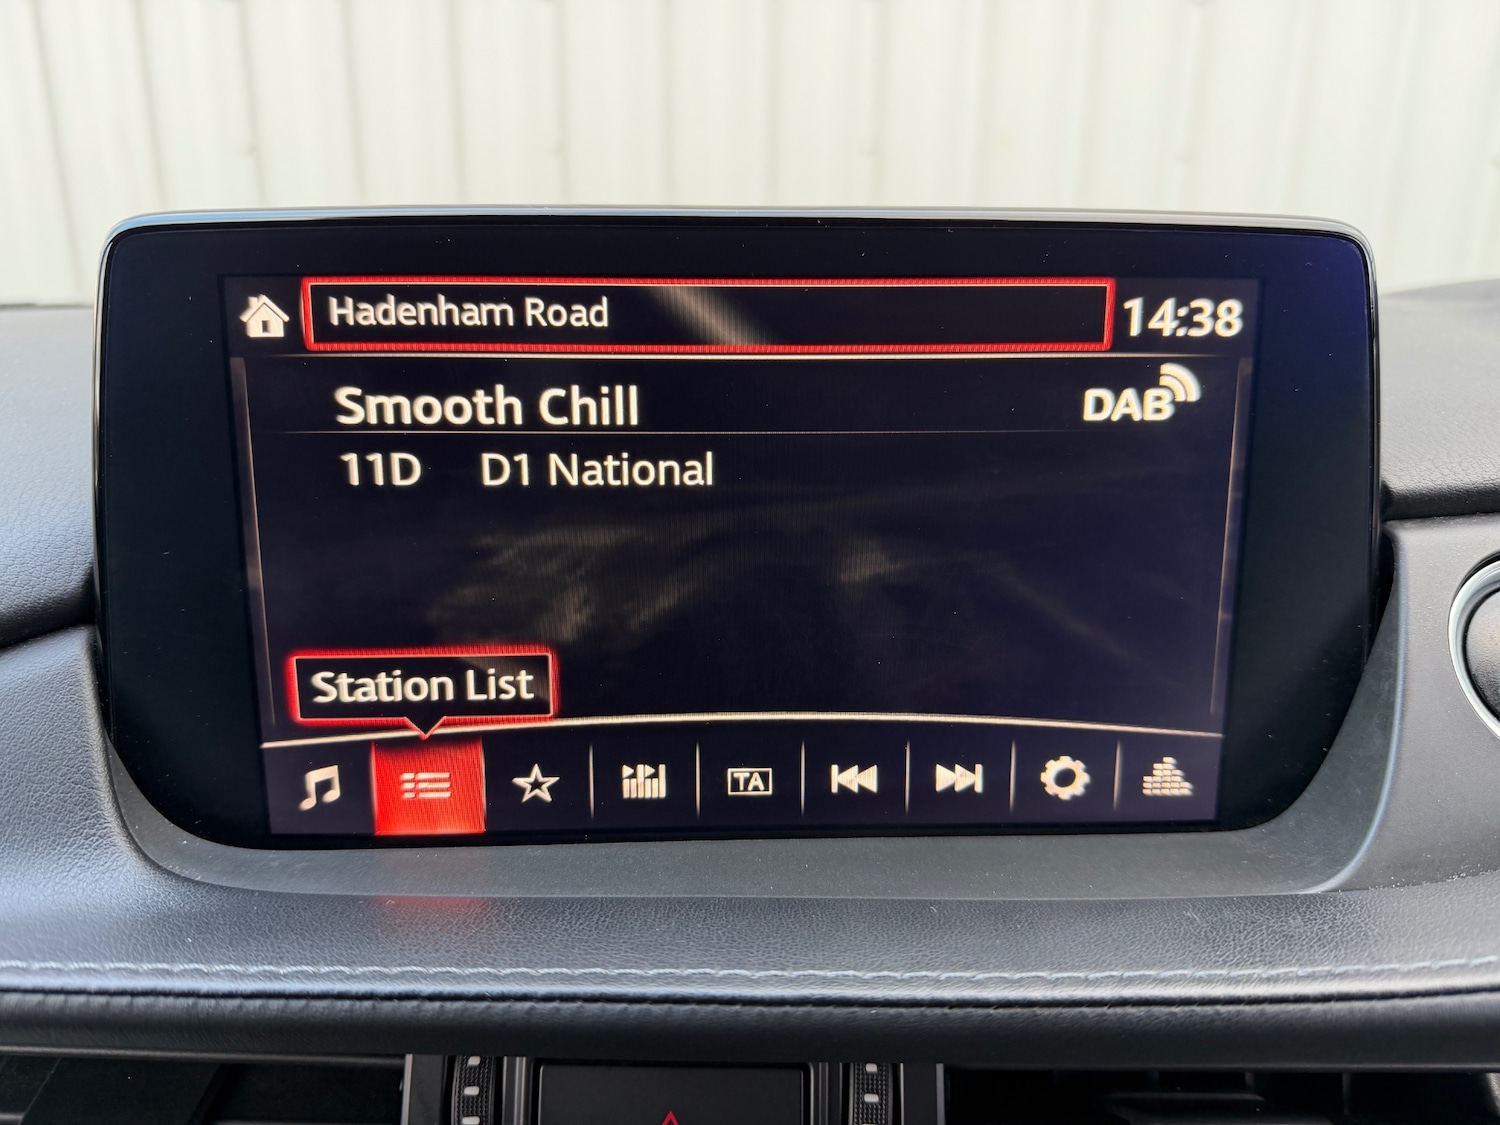 Hadenham Road 14:38
Smooth Chill DAB
11D D1 National
Station List
TA